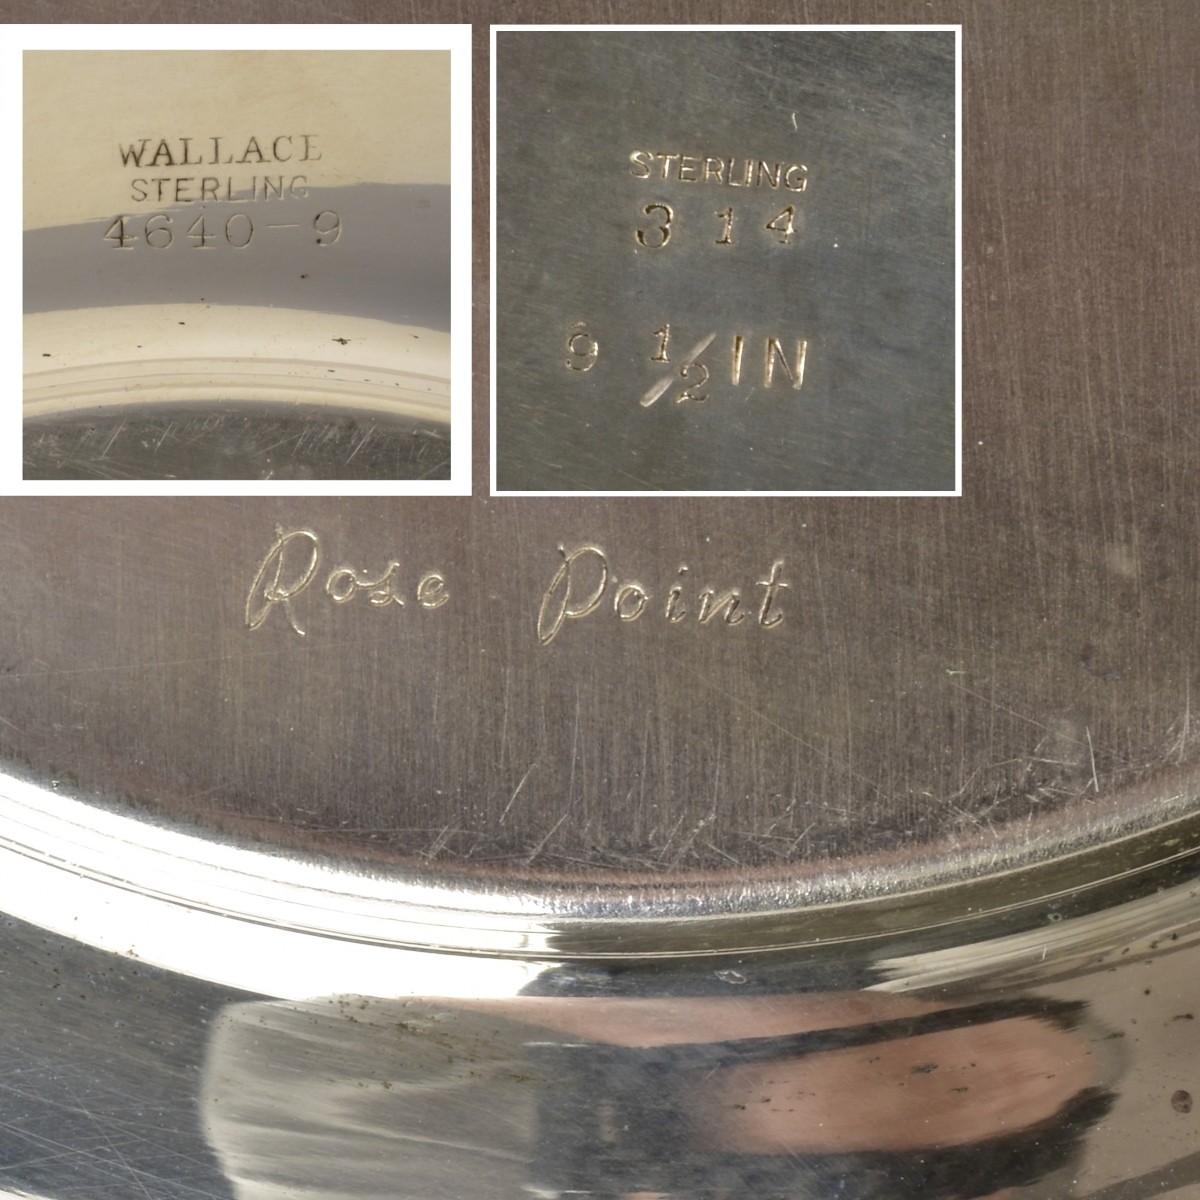 WALLACE
STERLING
4640-9
STERLING
314
9 1/2 IN
Rose Point